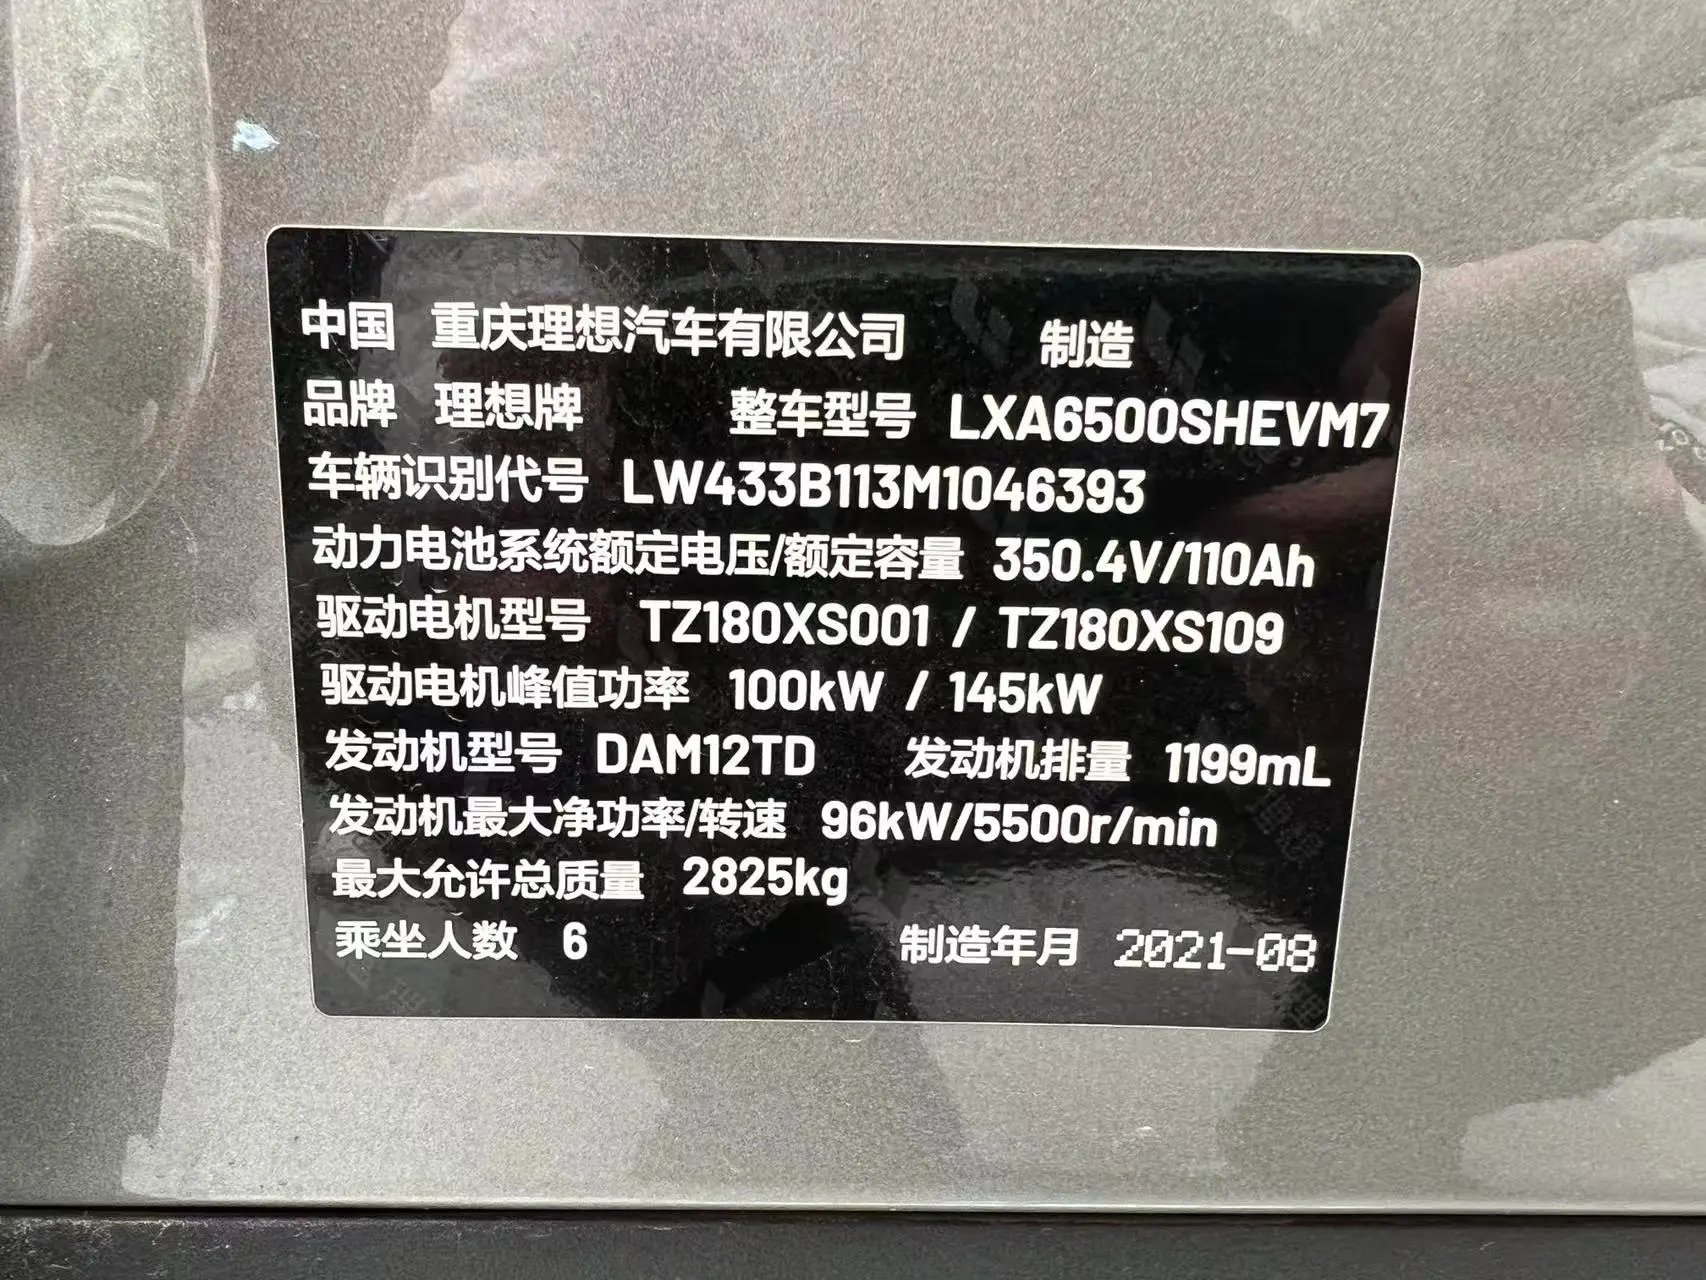 中国 重庆理想汽车有限公司 制造
品牌 理想牌 整车型号 LXA6500SHEVM7
车辆识别代号 LW433B113M1046393
动力电池系统额定电压/额定容量 350.4V/110Ah
驱动电机型号 TZ180XS001 / TZ180XS109
驱动电机峰值功率 100kW / 145kW
发动机型号 DAM12TD 发动机排量 1199mL
发动机最大净功率/转速 96kW/5500r/min
最大允许总质量 2825kg
乘坐人数 6 制造年月 2021-08